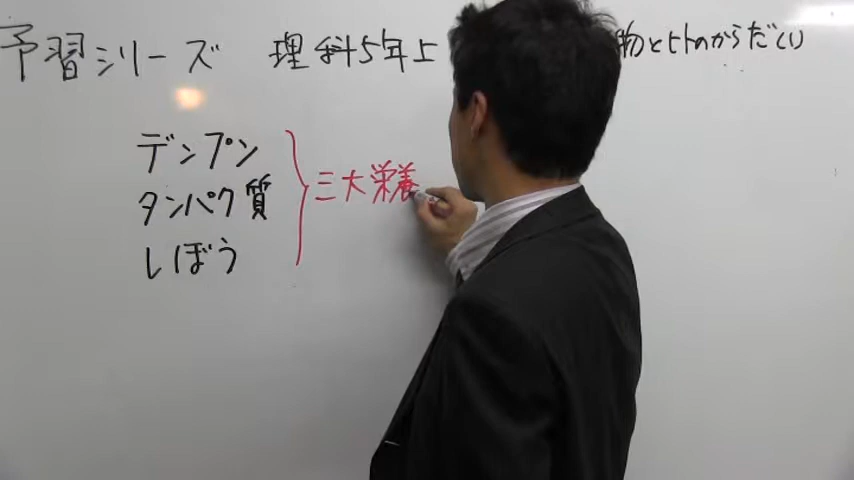 予習シリーズ 理科5年上 物とヒトのからだ(1)
デンプン
タンパク質 三大栄養
しぼう